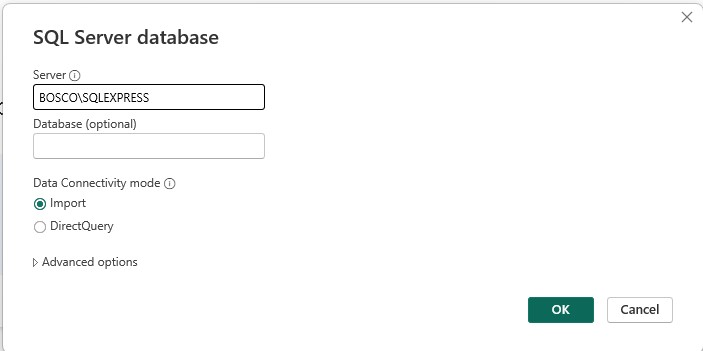 SQL Server database
Server
BOSCO\SQLEXPRESS
Database (optional)
Data Connectivity mode
Import
DirectQuery
Advanced options
OK Cancel